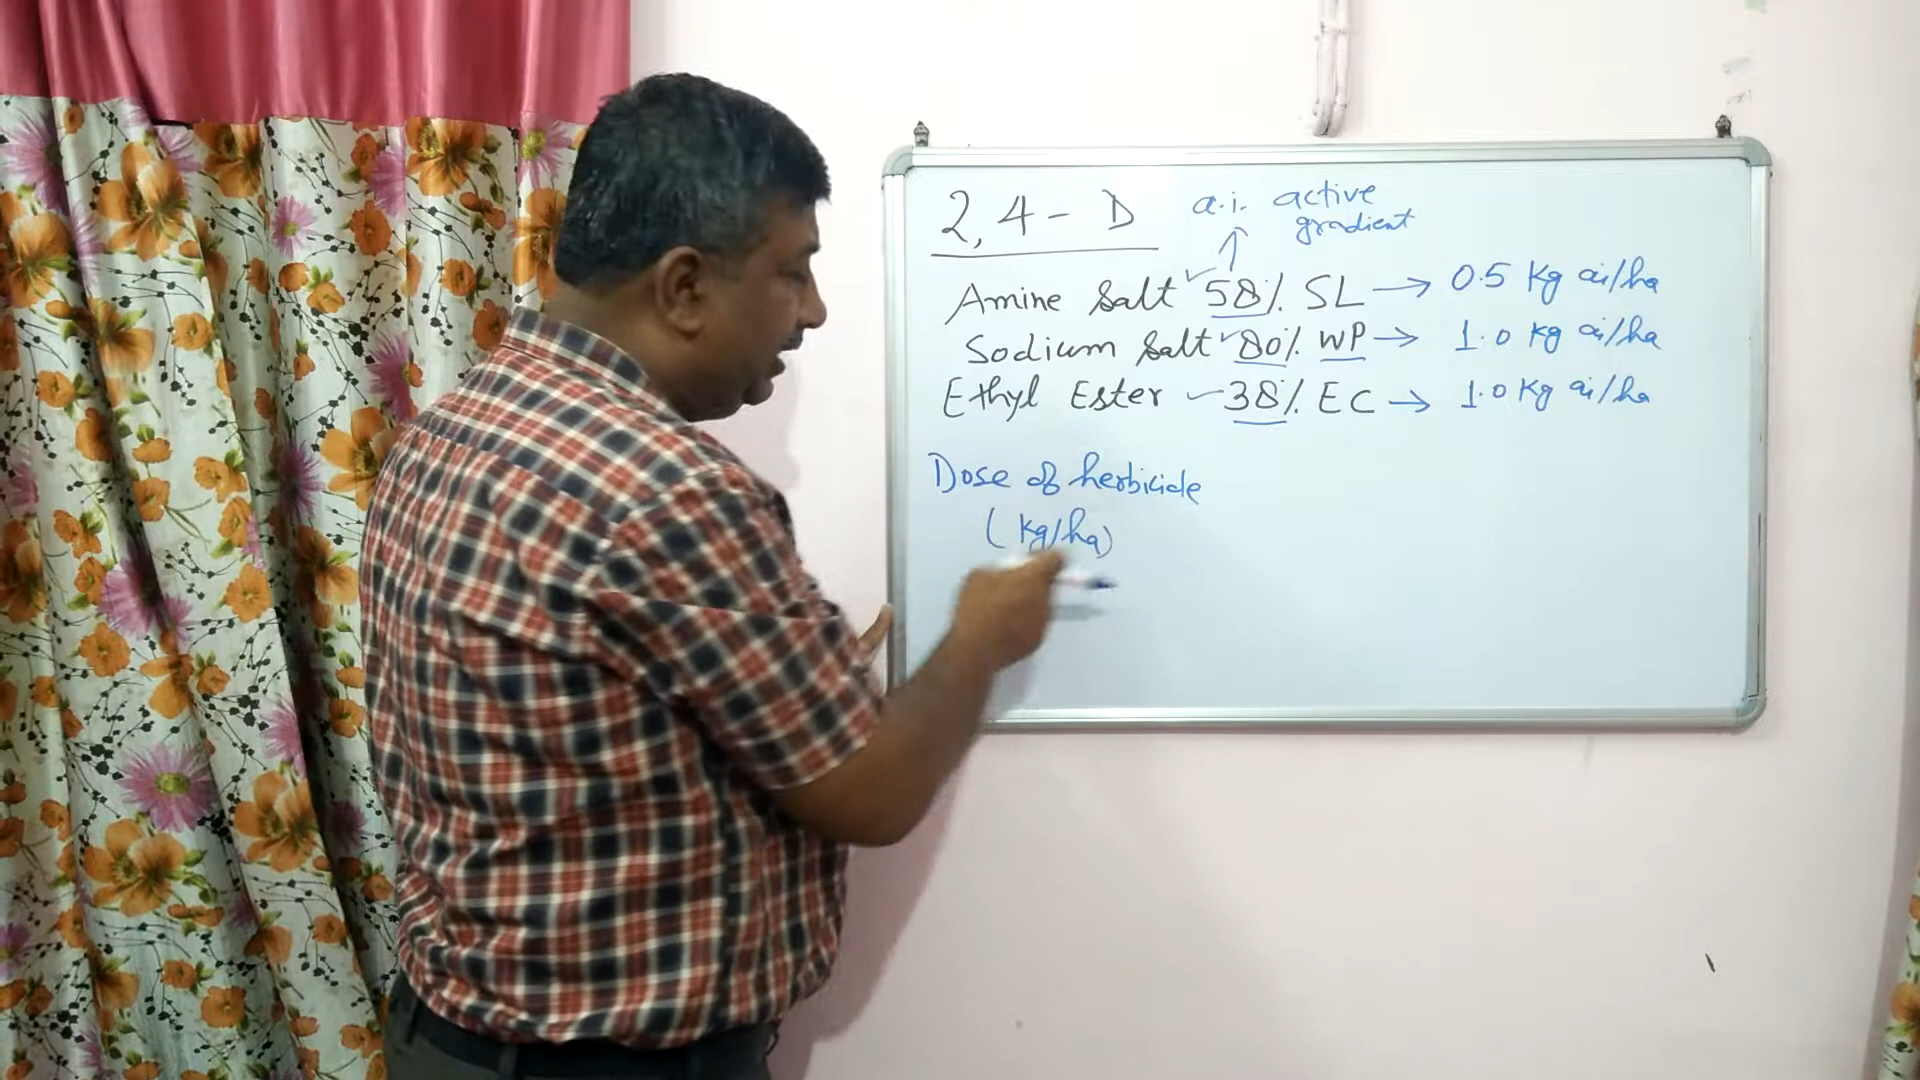 2,4-D a.i. active
gradient
Amine Salt 58% SL → 0.5 Kg ai/ha
Sodium Salt 80% WP → 1.0 Kg ai/ha
Ethyl Ester - 38% EC → 1.0 Kg ai/ha
Dose of herbicide
(Kg/ha)